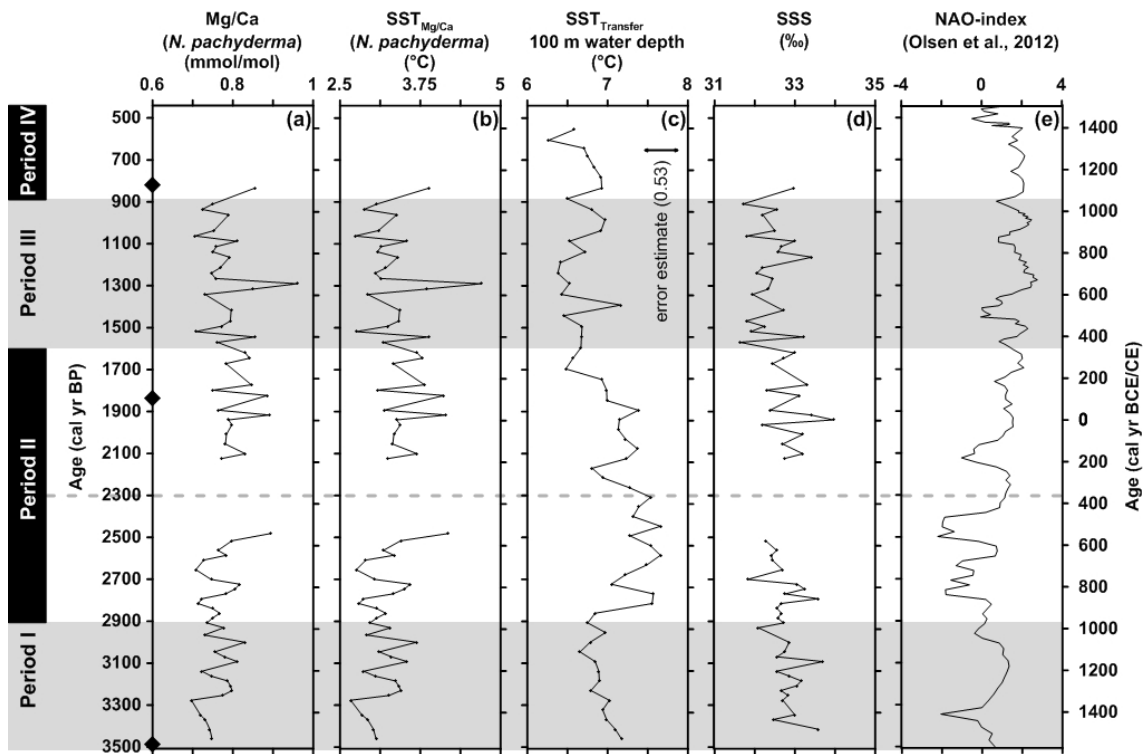 Mg/Ca
(N. pachyderma)
(mmol/mol)
SST Mg/Ca
(N. pachyderma)
(°C)
SST Transfer
100 m water depth
(°C)
SSS
(‰)
NAO-index
(Olsen et al., 2012)
0.6 0.8 1
2.5 3.75 5
6 7 8
31 33 35
-4 0 4
(a)
(b)
(c)
(d)
(e)
Period IV
Period III
Period II
Period I
Age (cal yr BP)
500
700
900
1100
1300
1500
1700
1900
2100
2300
2500
2700
2900
3100
3300
3500
error estimate (0.53)
1400
1200
1000
800
600
400
200
0
200
400
600
800
1000
1200
1400
Age (cal yr BCE/CE)